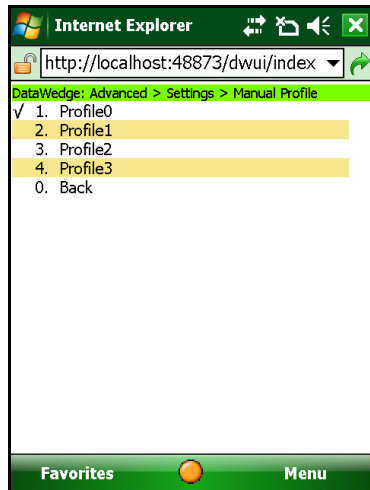 Internet Explorer
http://localhost:48873/dwui/index
DataWedge: Advanced > Settings > Manual Profile
√ 1. Profile0
2. Profile1
3. Profile2
4. Profile3
0. Back
Favorites Menu